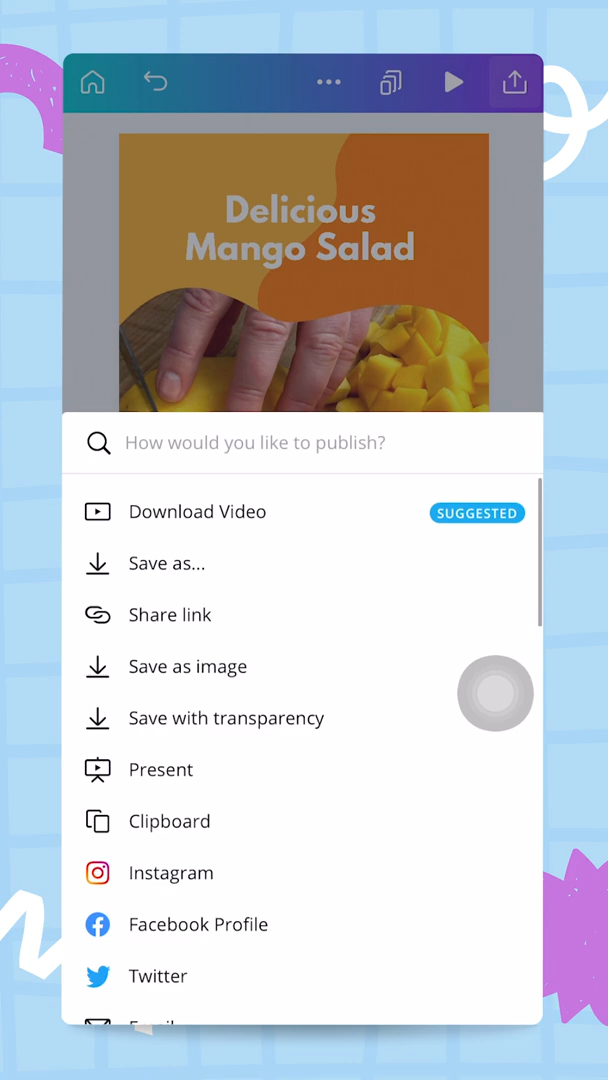 Delicious
Mango Salad
How would you like to publish?
Download Video SUGGESTED
Save as...
Share link
Save as image
Save with transparency
Present
Clipboard
Instagram
Facebook Profile
Twitter